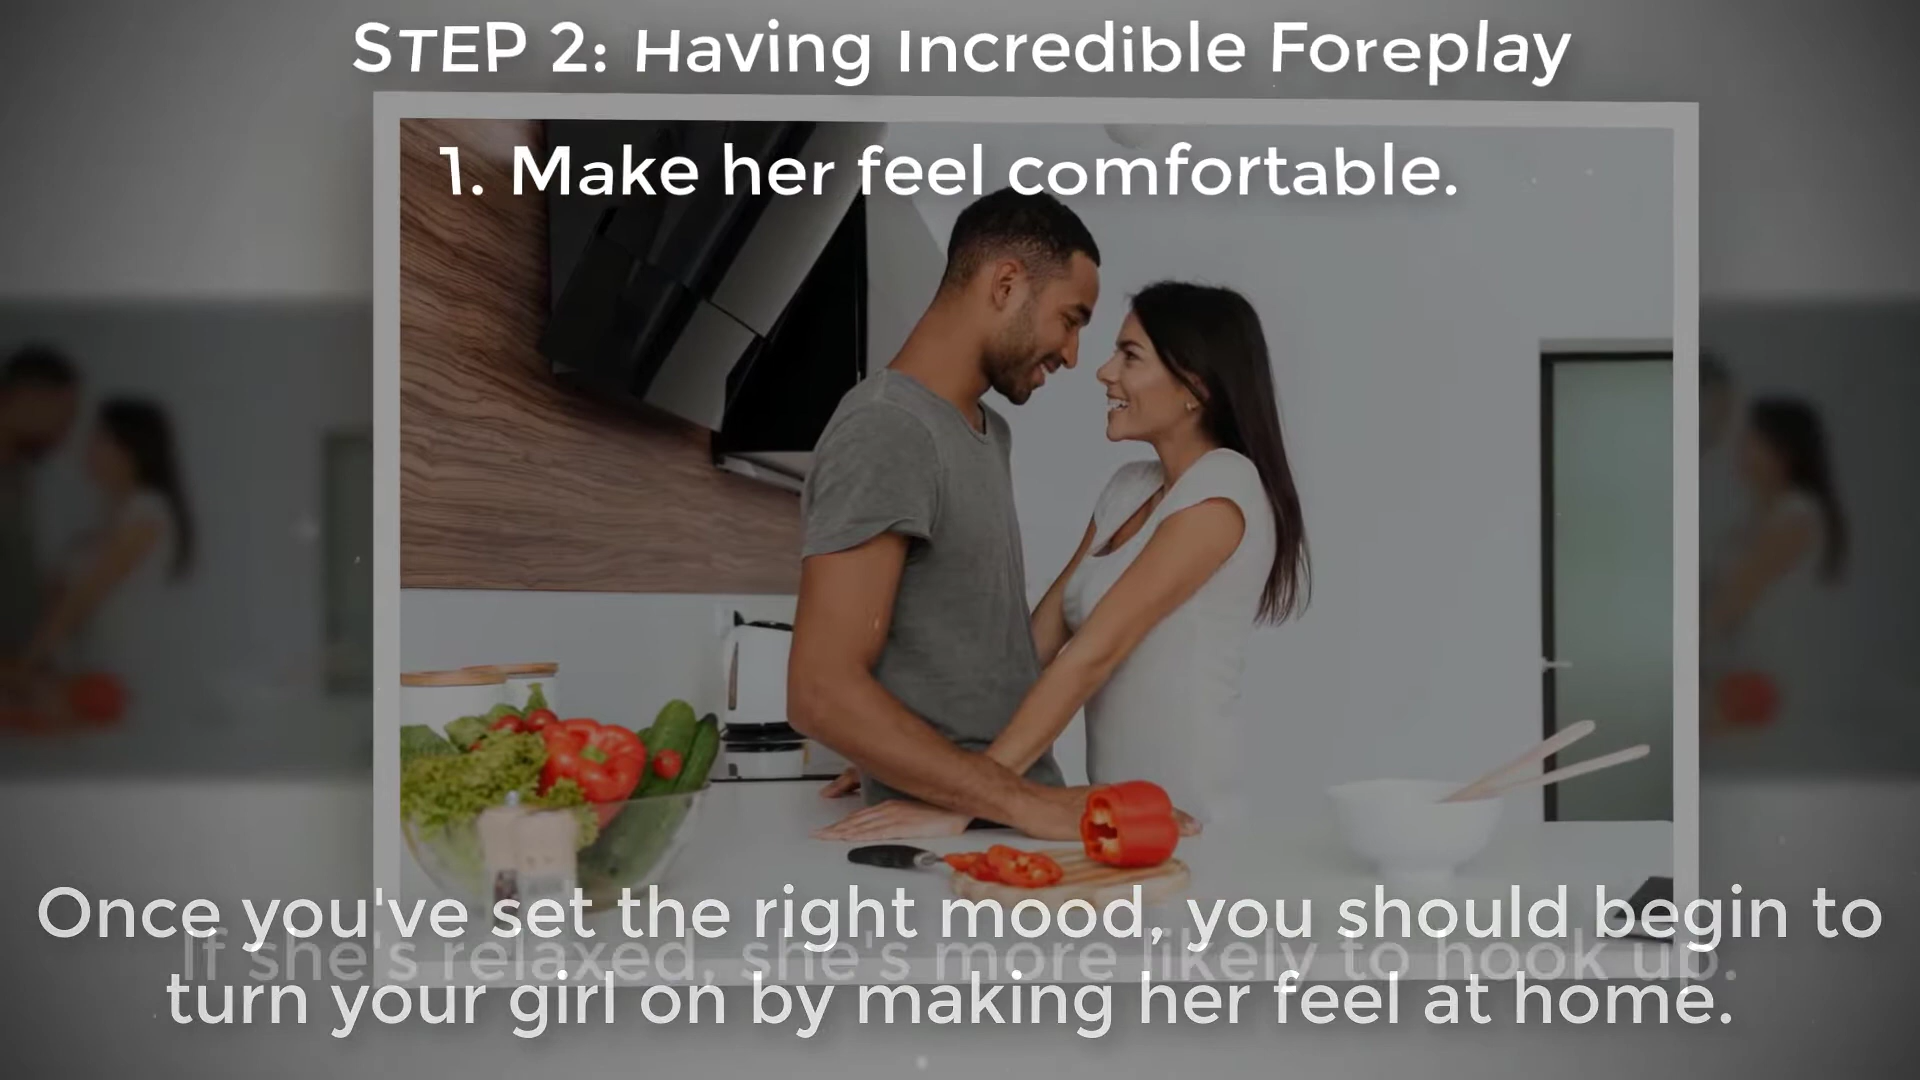 STEP 2: Having Incredible Foreplay
1. Make her feel comfortable.
Once you've set the right mood, you should begin to
If she's relaxed, she's more likely to hook up.
turn your girl on by making her feel at home.